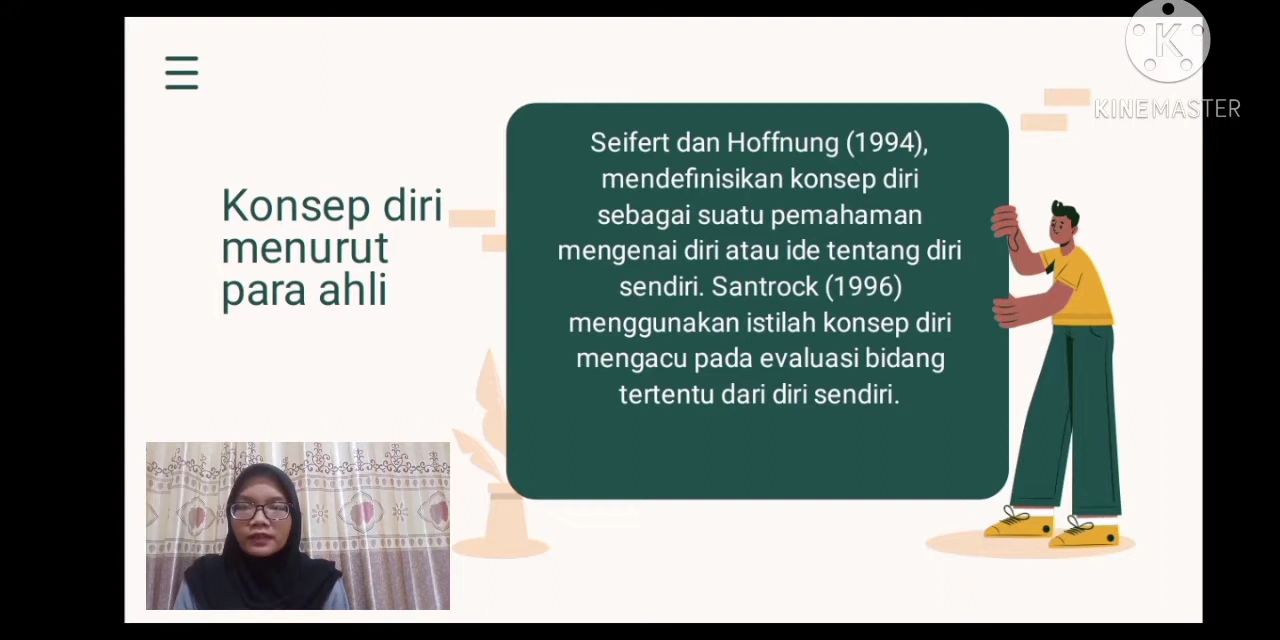 Konsep diri
menurut
para ahli
Seifert dan Hoffnung (1994),
mendefinisikan konsep diri
sebagai suatu pemahaman
mengenai diri atau ide tentang diri
sendiri. Santrock (1996)
menggunakan istilah konsep diri
mengacu pada evaluasi bidang
tertentu dari diri sendiri.
K
KINEMASTER